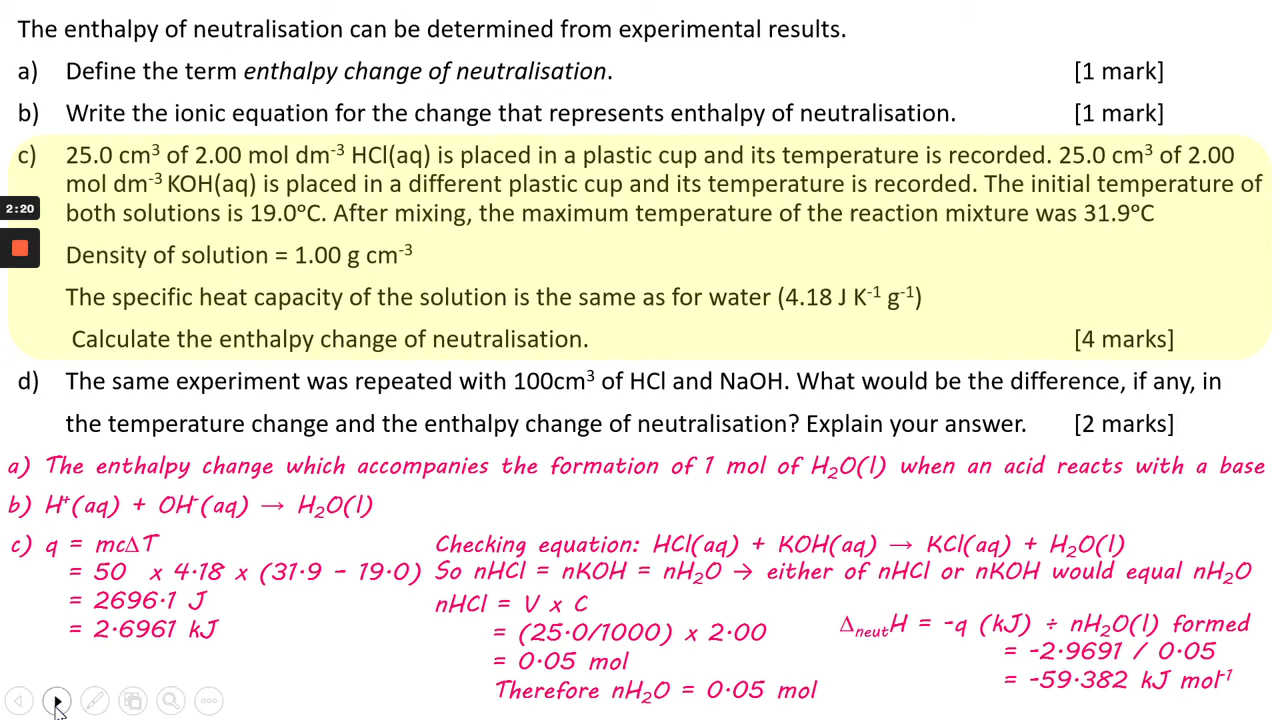 The enthalpy of neutralisation can be determined from experimental results.
a) Define the term enthalpy change of neutralisation. [1 mark]
b) Write the ionic equation for the change that represents enthalpy of neutralisation. [1 mark]
c) 25.0 cm³ of 2.00 mol dm⁻³ HCl(aq) is placed in a plastic cup and its temperature is recorded. 25.0 cm³ of 2.00
mol dm⁻³ KOH(aq) is placed in a different plastic cup and its temperature is recorded. The initial temperature of
2:20
both solutions is 19.0ºC. After mixing, the maximum temperature of the reaction mixture was 31.9ºC
Density of solution = 1.00 g cm⁻³
The specific heat capacity of the solution is the same as for water (4.18 J K⁻¹ g⁻¹)
Calculate the enthalpy change of neutralisation. [4 marks]
d) The same experiment was repeated with 100cm³ of HCl and NaOH. What would be the difference, if any, in
the temperature change and the enthalpy change of neutralisation? Explain your answer. [2 marks]
a) The enthalpy change which accompanies the formation of 1 mol of H₂O(l) when an acid reacts with a base
b) H⁺(aq) + OH⁻(aq) → H₂O(l)
c) q = mcΔT
= 50 x 4.18 x (31.9 - 19.0)
= 2696.1 J
= 2.6961 kJ
Checking equation: HCl(aq) + KOH(aq) → KCl(aq) + H₂O(l)
So nHCl = nKOH = nH₂O → either of nHCl or nKOH would equal nH₂O
nHCl = V x C
= (25.0/1000) x 2.00
= 0.05 mol
Therefore nH₂O = 0.05 mol
ΔneutH = -q (kJ) ÷ nH₂O(l) formed
= -2.9691 / 0.05
= -59.382 kJ mol⁻¹